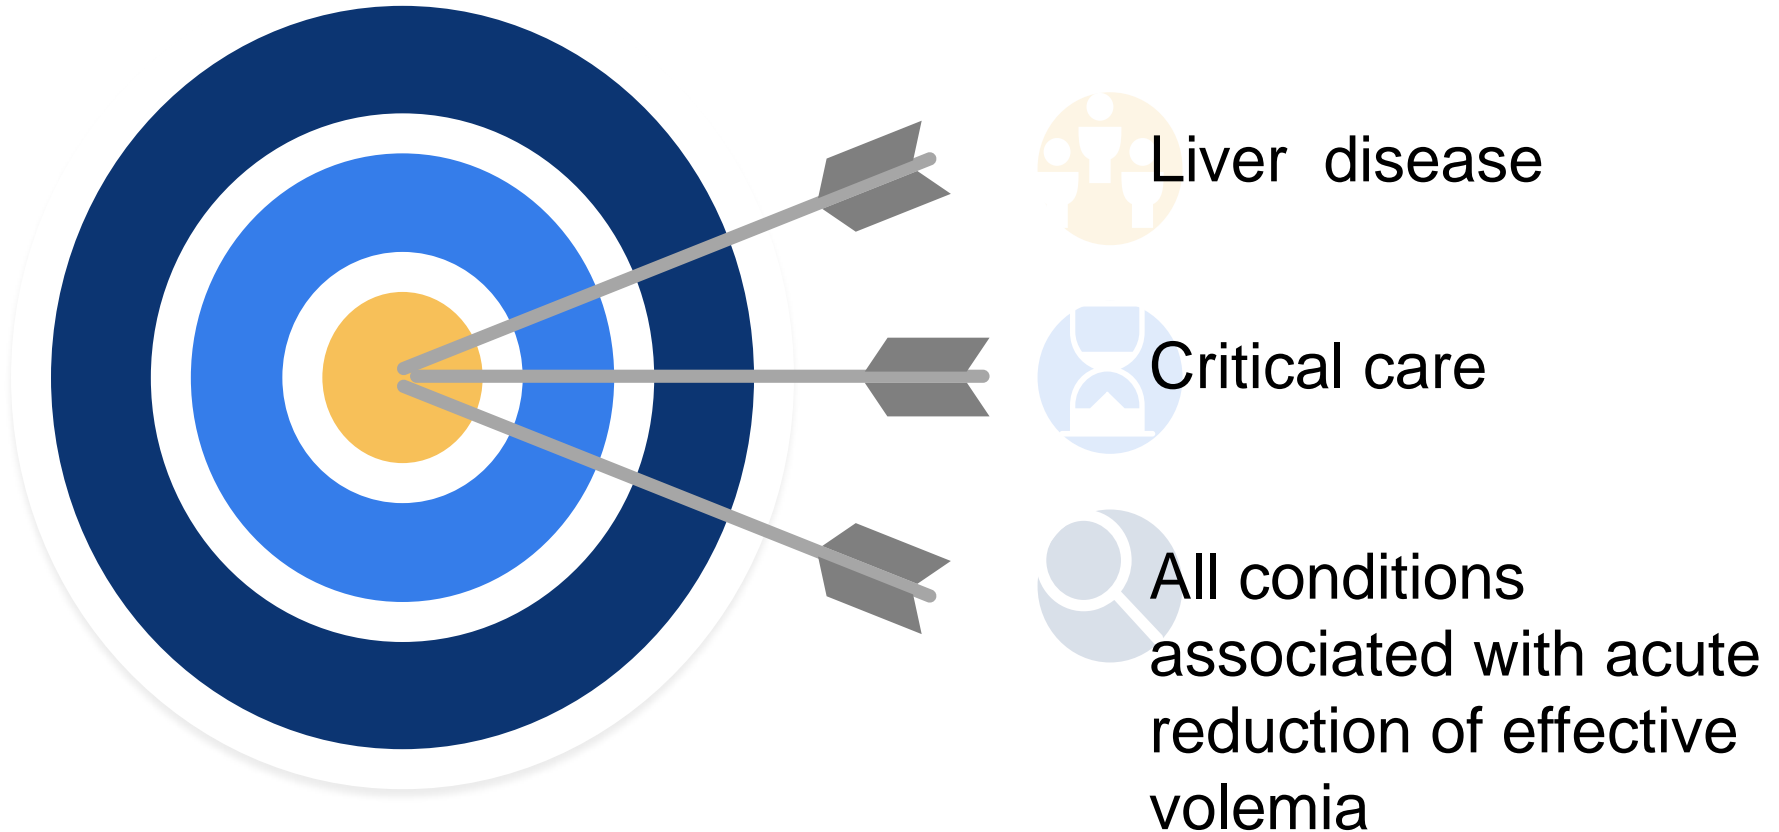 Liver  disease
Critical care
All conditions
associated with acute
reduction of effective
volemia